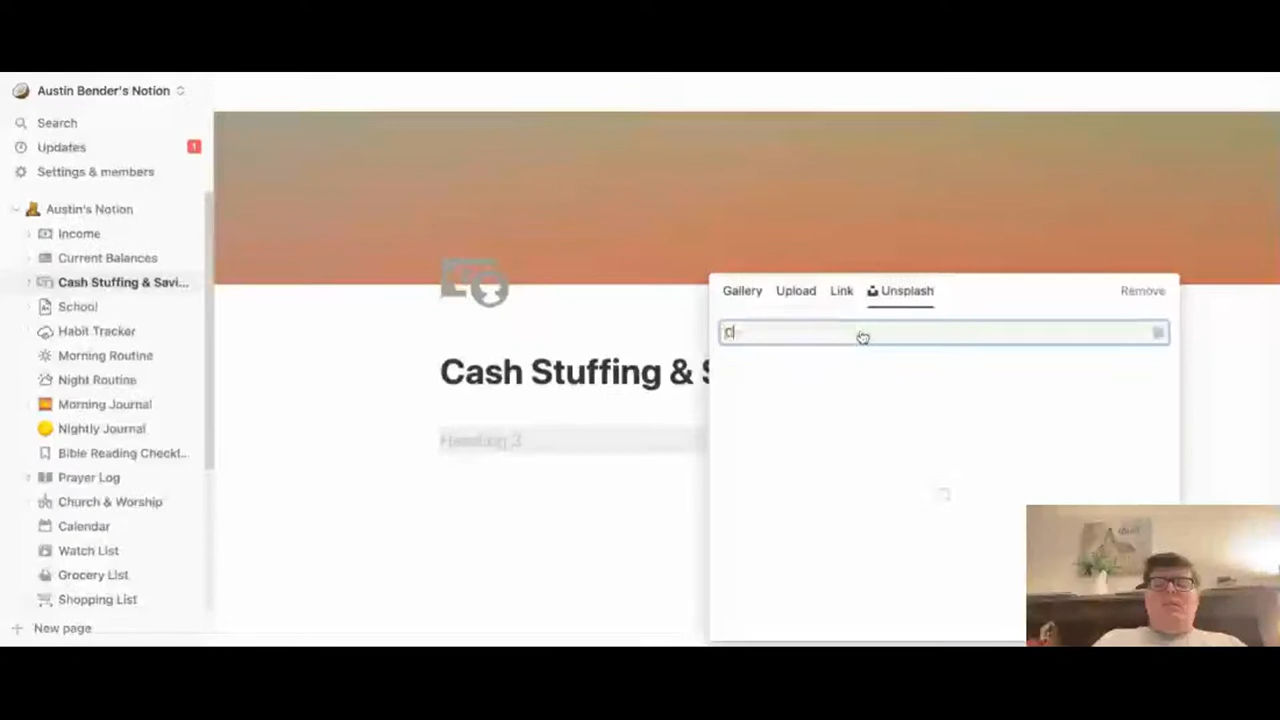 Austin Bender's Notion
Search
Updates 1
Settings & members
Austin's Notion
Income
Current Balances
Cash Stuffing & Savi...
School
Habit Tracker
Morning Routine
Night Routine
Morning Journal
Nightly Journal
Bible Reading Checkl..
Prayer Log
Church & Worship
Calendar
Watch List
Grocery List
Shopping List
New page
Cash Stuffing & S
Heading 3
Gallery Upload Link Unsplash Remove